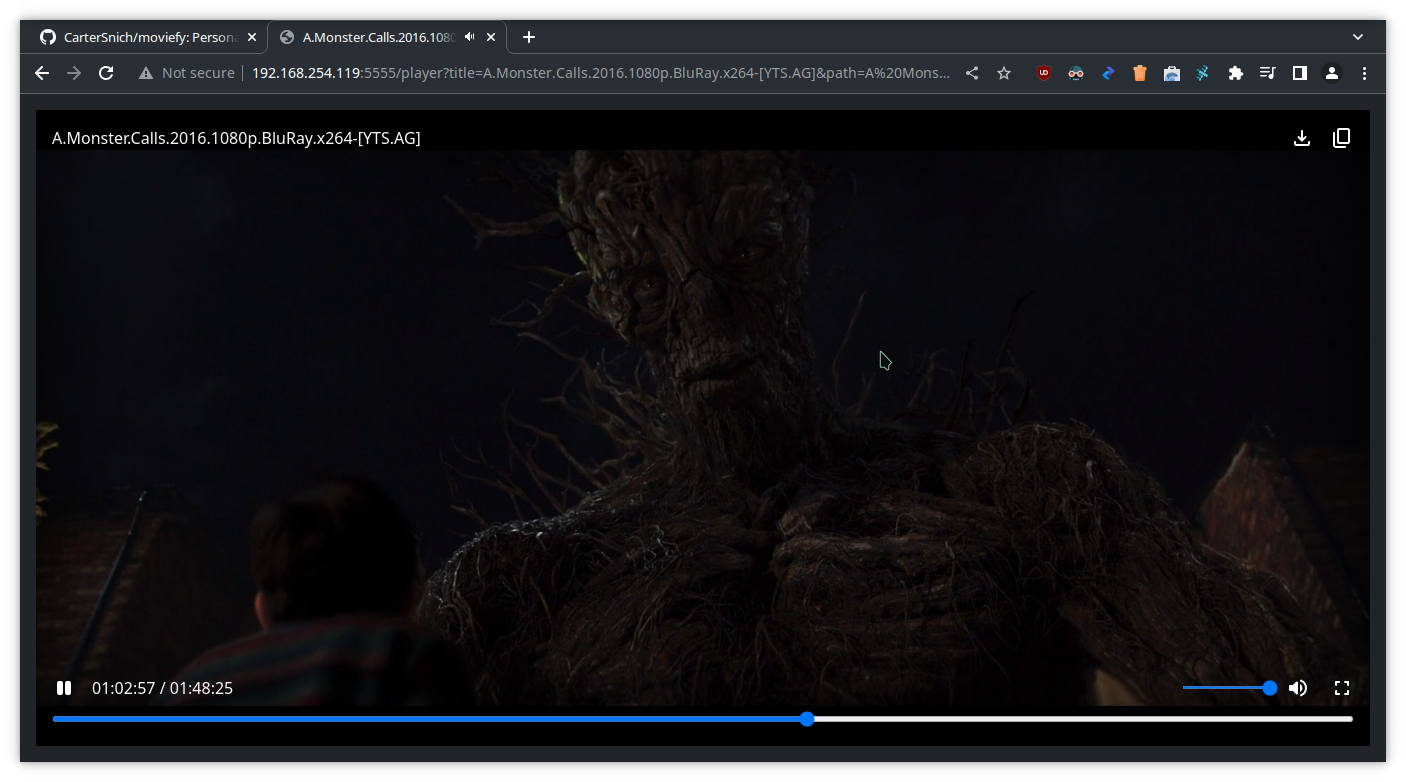 CarterSnich/moviefy: Persona
A.Monster.Calls.2016.1080
Not secure
192.168.254.119:5555/player?title=A.Monster.Calls.2016.1080p.BluRay.x264-[YTS.AG]&path=A%20Mons...
A.Monster.Calls.2016.1080p.BluRay.x264-[YTS.AG]
01:02:57 / 01:48:25